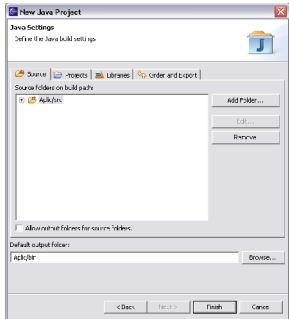 New Java Project
Java Settings
Define the Java build settings.
Source Projects Libraries Order and Export
Source folders on build path:
Aplic/src
Add Folder...
Edit...
Remove
Allow output folders for source folders.
Default output folder:
Aplic/bin
Browse...
< Back Next > Finish Cancel